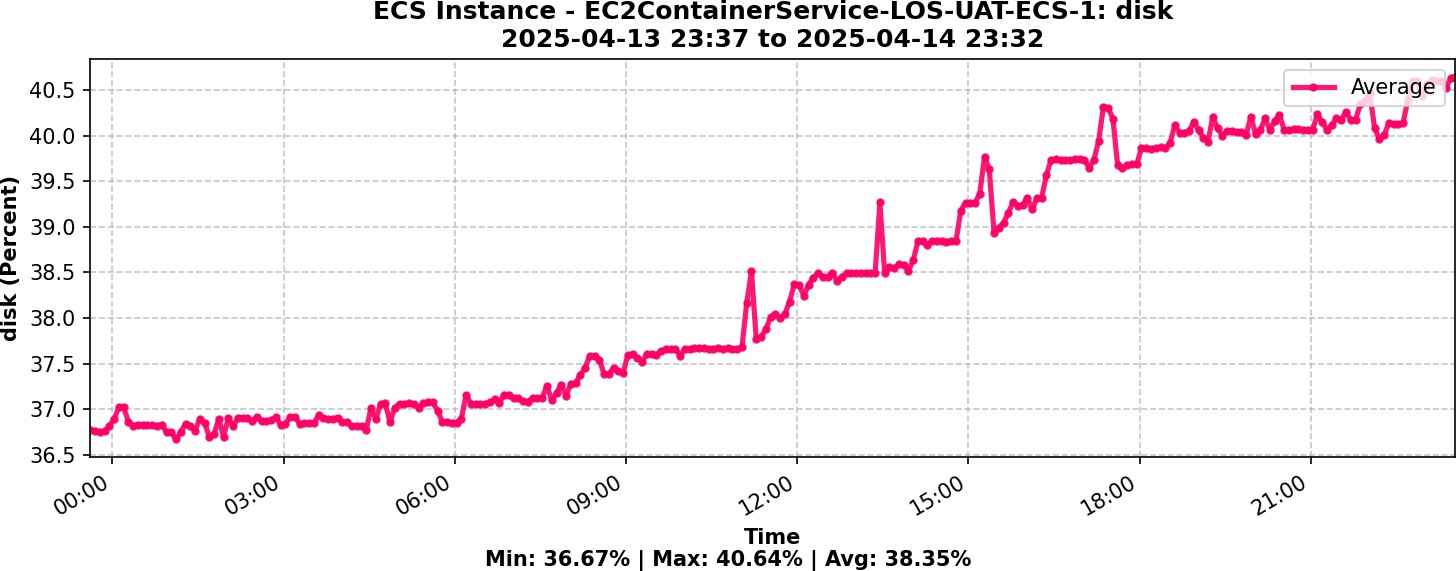 ECS Instance - EC2ContainerService-LOS-UAT-ECS-1: disk
2025-04-13 23:37 to 2025-04-14 23:32
Average
disk (Percent)
40.5
40.0
39.5
39.0
38.5
38.0
37.5
37.0
36.5
00:00
03:00
06:00
09:00
12:00
15:00
18:00
21:00
Time
Min: 36.67% | Max: 40.64% | Avg: 38.35%